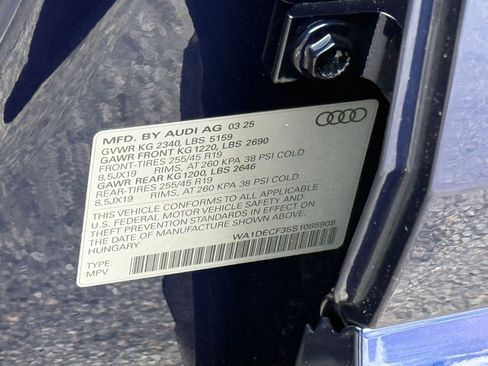 MFD. BY AUDI AG 03 25
GVWR KG 2340, LBS 5159
GAWR FRONT KG1220, LBS 2690
FRONT-TIRES 255/45 R19
8,5JX19 RIMS, AT 260 KPA 38 PSI COLD
GAWR REAR KG1200, LBS 2646
REAR-TIRES 255/45 R19
8,5JX19 RIMS, AT 260 KPA 38 PSI COLD
THIS VEHICLE CONFORMS TO ALL APPLICABLE
U.S. FEDERAL MOTOR VEHICLE SAFETY AND
THEFT PREVENTION STANDARDS IN EFFECT ON
THE DATE OF MANUFACTURE SHOWN ABOVE.
HUNGARY
WA1DECF35S1065908
TYPE:
MPV